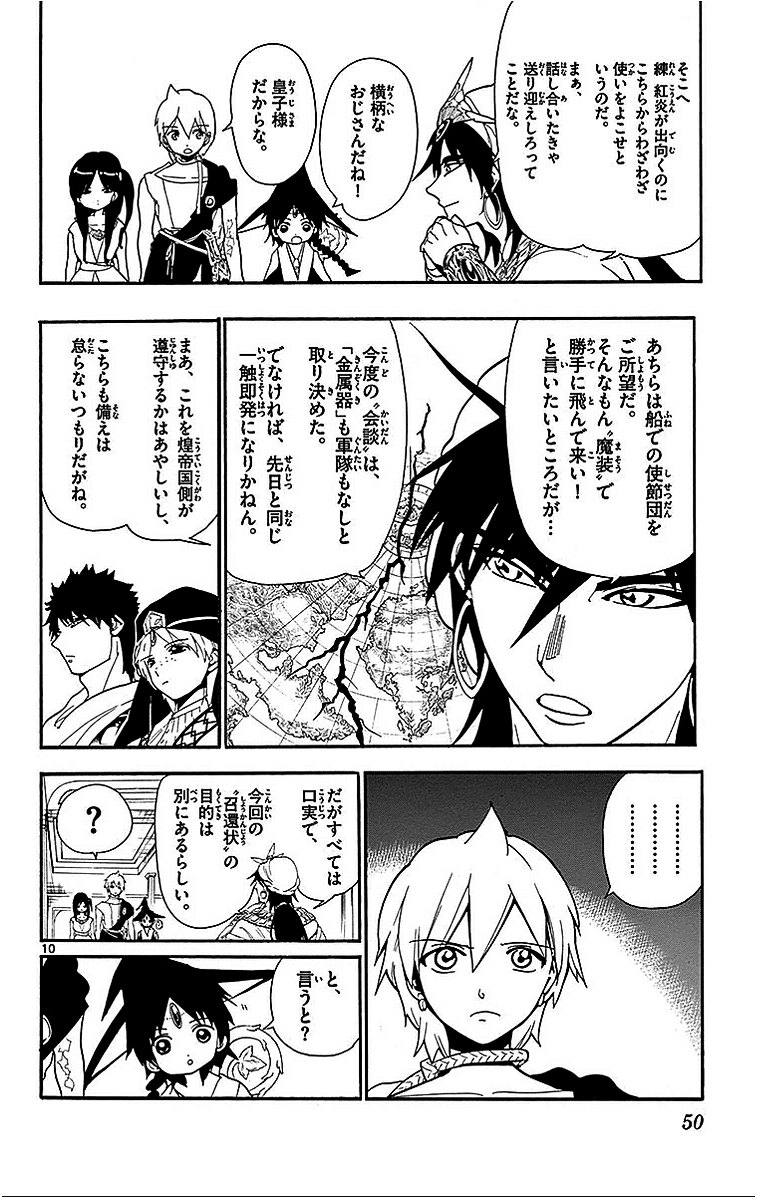 そこへ
練 紅炎が出向くのに
こちらからわざわざ
使いをよこせと
いうのだ。
まぁ、
話し合いたきゃ
送り迎えしろって
ことだな。
横柄な
おじさんだね！
皇子様
だからな。
あちらは船での使節団を
ご所望だ。
そんなもん〝魔装〟で
勝手に飛んで来い！
と言いたいところだが…
今度の〝会談〟は、
「金属器」も軍隊もなしと
取り決めた。
でなければ、先日と同じ
一触即発になりかねん。
まあ、これを煌帝国側が
遵守するかはあやしいし、
こちらも備えは
怠らないつもりだがね。
…………
…………
…………
だがすべては
口実で、
今回の
〝召還状〟の
目的は
別にあるらしい。
？
と、
言うと？
10
50